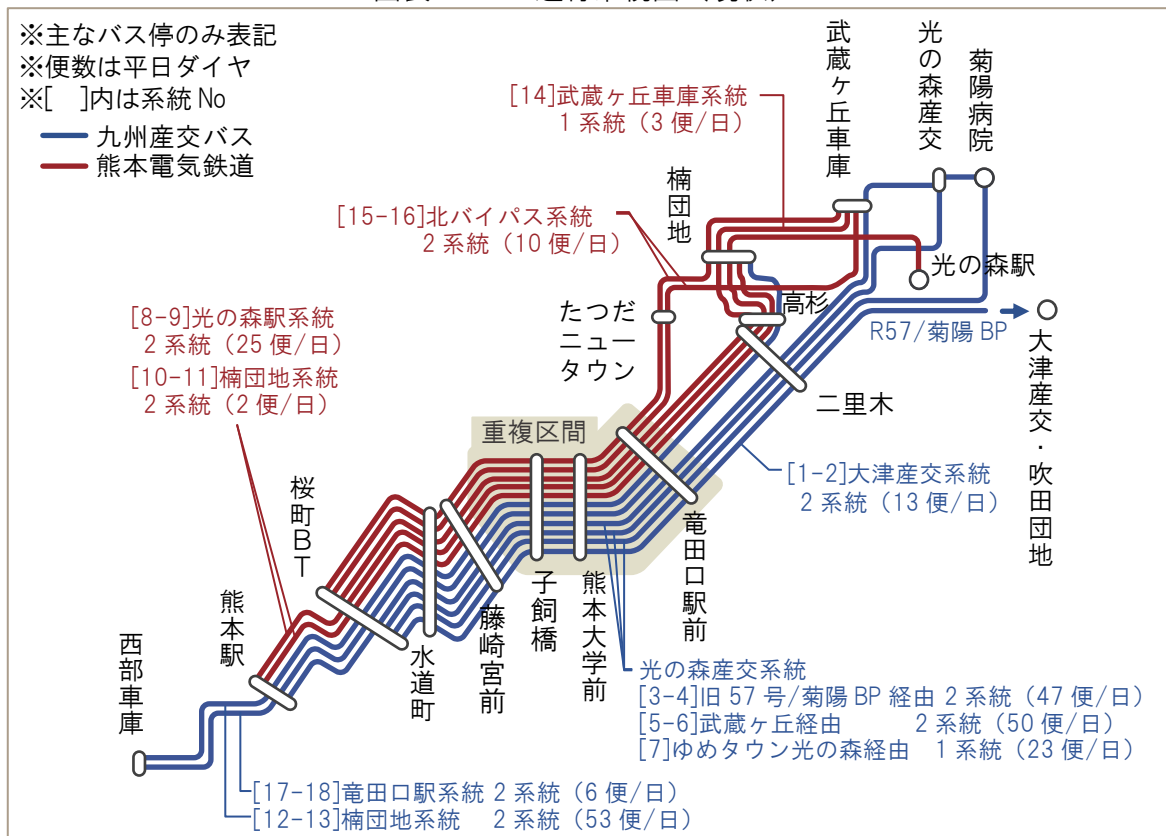 ※主なバス停のみ表記
※便数は平日ダイヤ
※[　]内は系統No
九州産交バス
熊本電気鉄道
武蔵ヶ丘車庫
光の森産交
菊陽病院
[14]武蔵ヶ丘車庫系統
1系統（3便/日）
楠団地
[15-16]北バイパス系統
2系統（10便/日）
光の森駅
高杉
たつだ
ニュー
タウン
R57/菊陽BP
大津産交・吹田団地
[8-9]光の森駅系統
2系統（25便/日）
[10-11]楠団地系統
2系統（2便/日）
二里木
重複区間
[1-2]大津産交系統
2系統（13便/日）
桜町BT
竜田口駅前
熊本大学前
子飼橋
藤崎宮前
水道町
熊本駅
西部車庫
光の森産交系統
[3-4]旧57号/菊陽BP経由 2系統（47便/日）
[5-6]武蔵ヶ丘経由 2系統（50便/日）
[7]ゆめタウン光の森経由 1系統（23便/日）
[17-18]竜田口駅系統 2系統（6便/日）
[12-13]楠団地系統 2系統（53便/日）